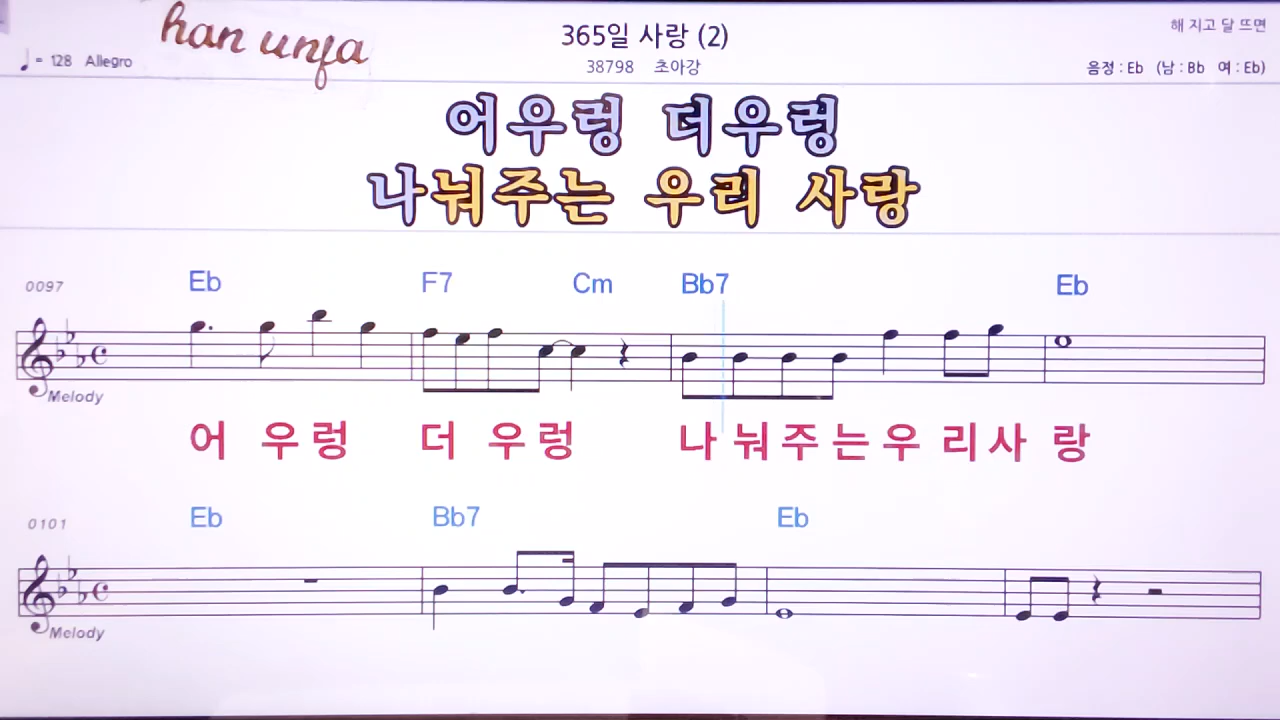 han unfa
365일 사랑 (2)
해 지고 달 뜨면
♩ = 128 Allegro
38798 초아강
음정 : Eb (남 : Bb 여 : Eb)
어우렁 더우렁
나눠주는 우리 사랑
0097 Eb F7 Cm Bb7 Eb
Melody
어 우 렁 더 우 렁 나 눠 주 는 우 리 사 랑
0101 Eb Bb7 Eb
Melody